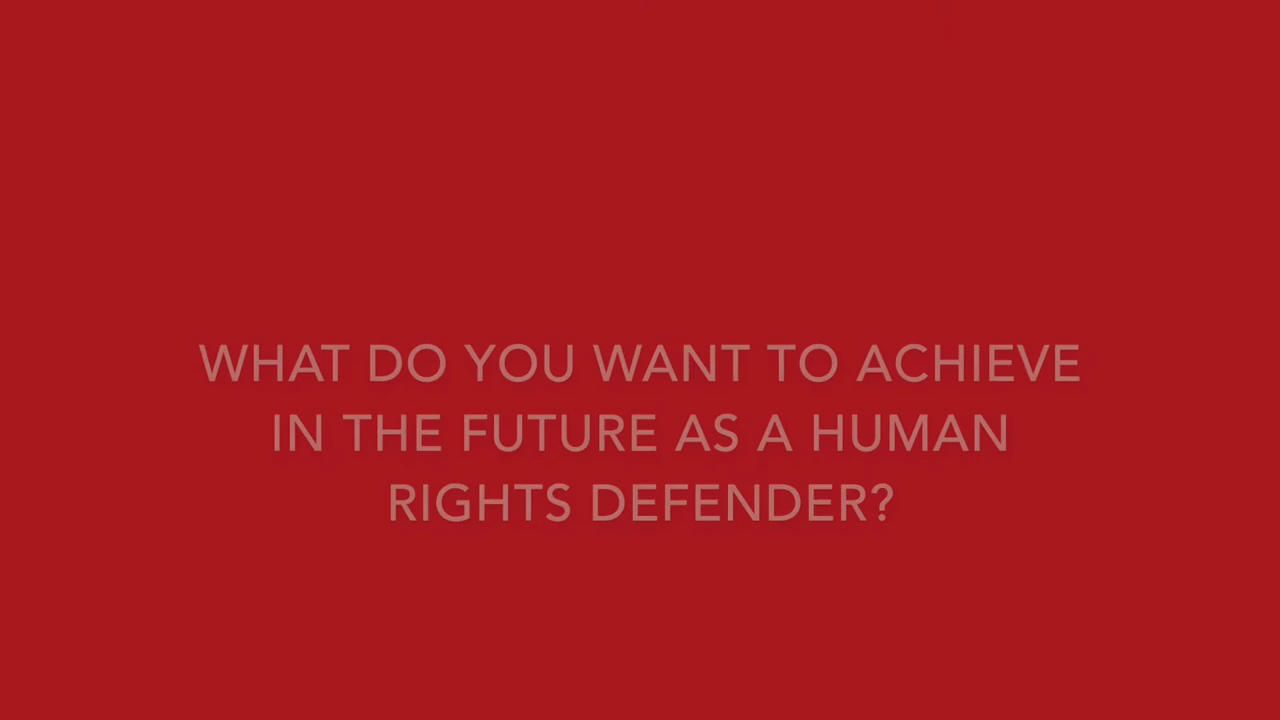 WHAT DO YOU WANT TO ACHIEVE
IN THE FUTURE AS A HUMAN
RIGHTS DEFENDER?